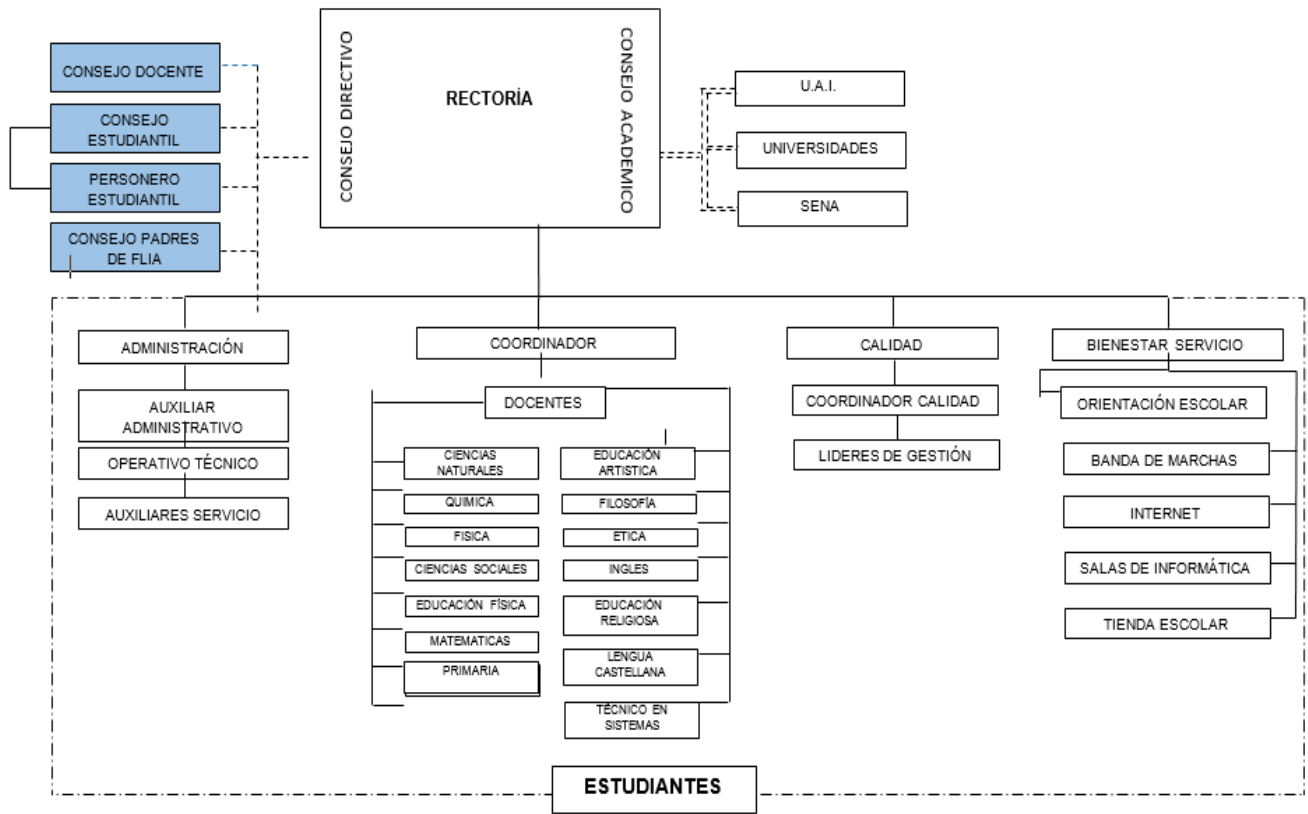 CONSEJO DOCENTE
CONSEJO
ESTUDIANTIL
PERSONERO
ESTUDIANTIL
CONSEJO PADRES
DE FLIA
CONSEJO DIRECTIVO
RECTORÍA
CONSEJO ACADEMICO
U.A.I.
UNIVERSIDADES
SENA
ADMINISTRACIÓN
AUXILIAR
ADMINISTRATIVO
OPERATIVO TÉCNICO
AUXILIARES SERVICIO
COORDINADOR
DOCENTES
CIENCIAS
NATURALES
QUIMICA
FISICA
CIENCIAS SOCIALES
EDUCACIÓN FÍSICA
MATEMATICAS
PRIMARIA
EDUCACIÓN
ARTISTICA
FILOSOFÍA
ETICA
INGLES
EDUCACIÓN
RELIGIOSA
LENGUA
CASTELLANA
TÉCNICO EN
SISTEMAS
CALIDAD
COORDINADOR CALIDAD
LIDERES DE GESTIÓN
BIENESTAR SERVICIO
ORIENTACIÓN ESCOLAR
BANDA DE MARCHAS
INTERNET
SALAS DE INFORMÁTICA
TIENDA ESCOLAR
ESTUDIANTES